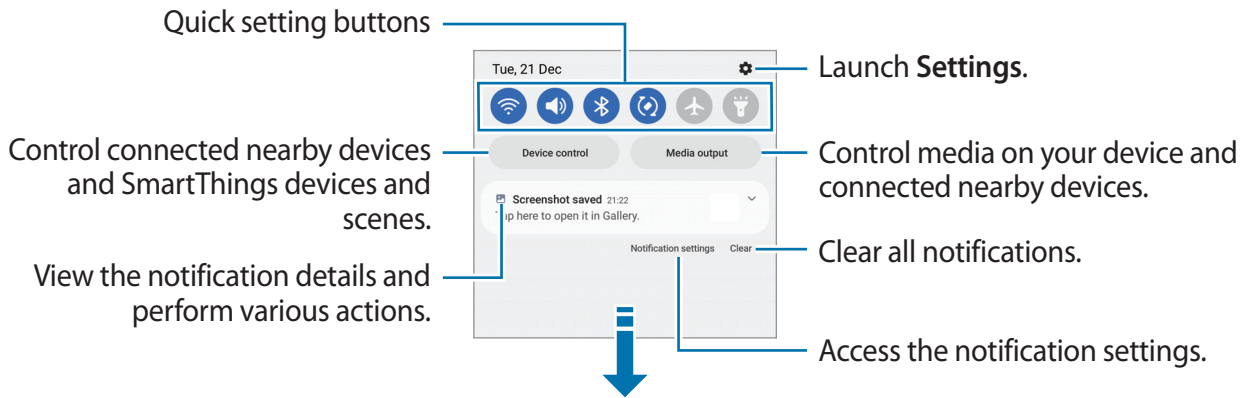 Quick setting buttons
Tue, 21 Dec
Launch Settings.
Control connected nearby devices
and SmartThings devices and
scenes.
Device control
Media output
Control media on your device and
connected nearby devices.
Screenshot saved 21:22
ap here to open it in Gallery.
View the notification details and
perform various actions.
Notification settings
Clear
Clear all notifications.
Access the notification settings.